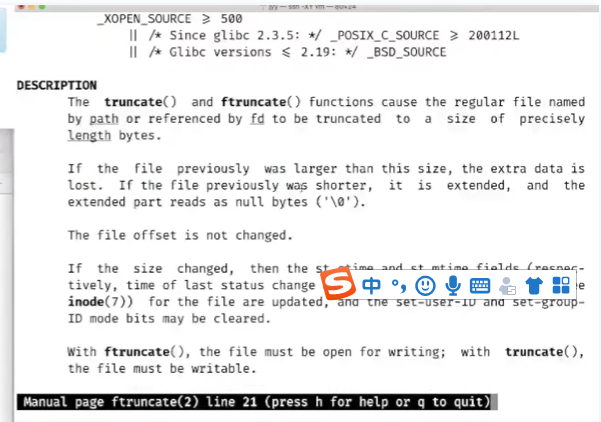 _XOPEN_SOURCE ≥ 500
|| /* Since glibc 2.3.5: */ _POSIX_C_SOURCE ≥ 200112L
|| /* Glibc versions ≤ 2.19: */ _BSD_SOURCE
DESCRIPTION
The truncate() and ftruncate() functions cause the regular file named
by path or referenced by fd to be truncated to a size of precisely
length bytes.
If the file previously was larger than this size, the extra data is
lost. If the file previously was shorter, it is extended, and the
extended part reads as null bytes ('\0').
The file offset is not changed.
If the size changed, then the st_ctime and st_mtime fields (respec-
tively, time of last status change
中
inode(7)) for the file are updated, and the set-user-ID and set-group-
ID mode bits may be cleared.
With ftruncate(), the file must be open for writing; with truncate(),
the file must be writable.
Manual page ftruncate(2) line 21 (press h for help or q to quit)